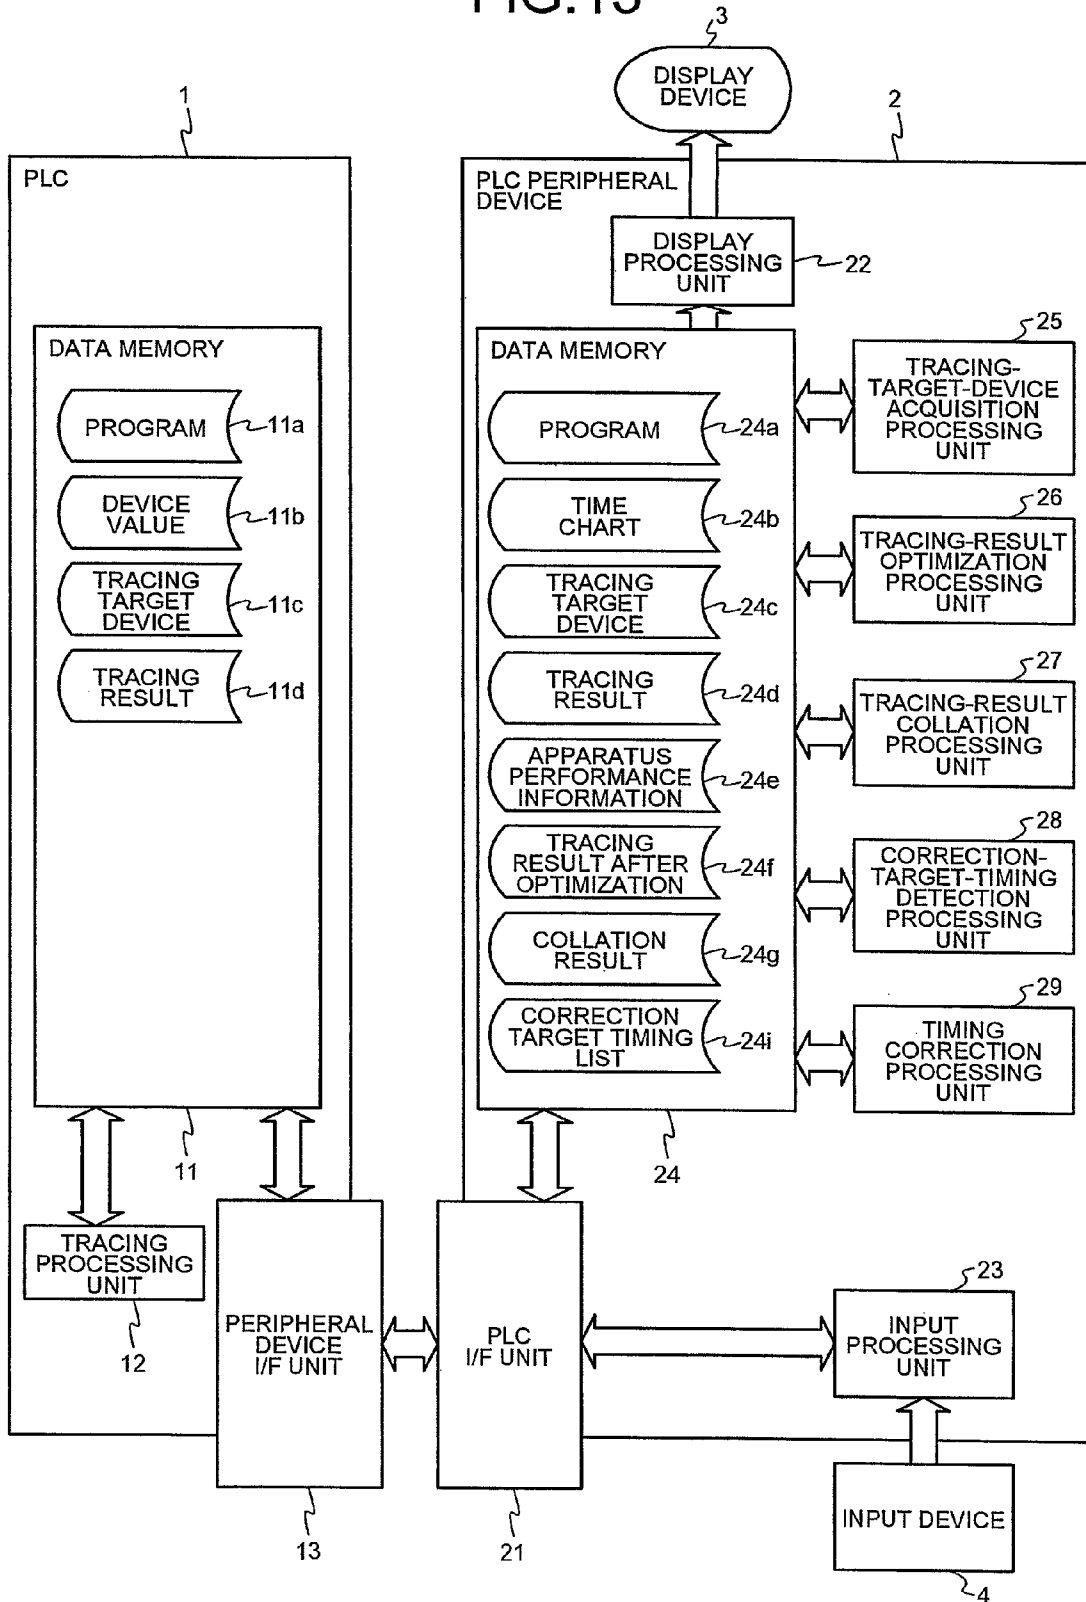 FIG.13
3
DISPLAY
DEVICE
1
2
PLC
PLC PERIPHERAL
DEVICE
DISPLAY
PROCESSING
UNIT
22
DATA MEMORY
PROGRAM
11a
DEVICE
VALUE
11b
TRACING
TARGET
DEVICE
11c
TRACING
RESULT
11d
DATA MEMORY
PROGRAM
24a
TIME
CHART
24b
TRACING
TARGET
DEVICE
24c
TRACING
RESULT
24d
APPARATUS
PERFORMANCE
INFORMATION
24e
TRACING
RESULT AFTER
OPTIMIZATION
24f
COLLATION
RESULT
24g
CORRECTION
TARGET TIMING
LIST
24i
25
TRACING-
TARGET-DEVICE
ACQUISITION
PROCESSING
UNIT
26
TRACING-RESULT
OPTIMIZATION
PROCESSING
UNIT
27
TRACING-RESULT
COLLATION
PROCESSING
UNIT
28
CORRECTION-
TARGET-TIMING
DETECTION
PROCESSING
UNIT
29
TIMING
CORRECTION
PROCESSING
UNIT
11
24
TRACING
PROCESSING
UNIT
12
PERIPHERAL
DEVICE
I/F UNIT
13
PLC
I/F UNIT
21
23
INPUT
PROCESSING
UNIT
INPUT DEVICE
4